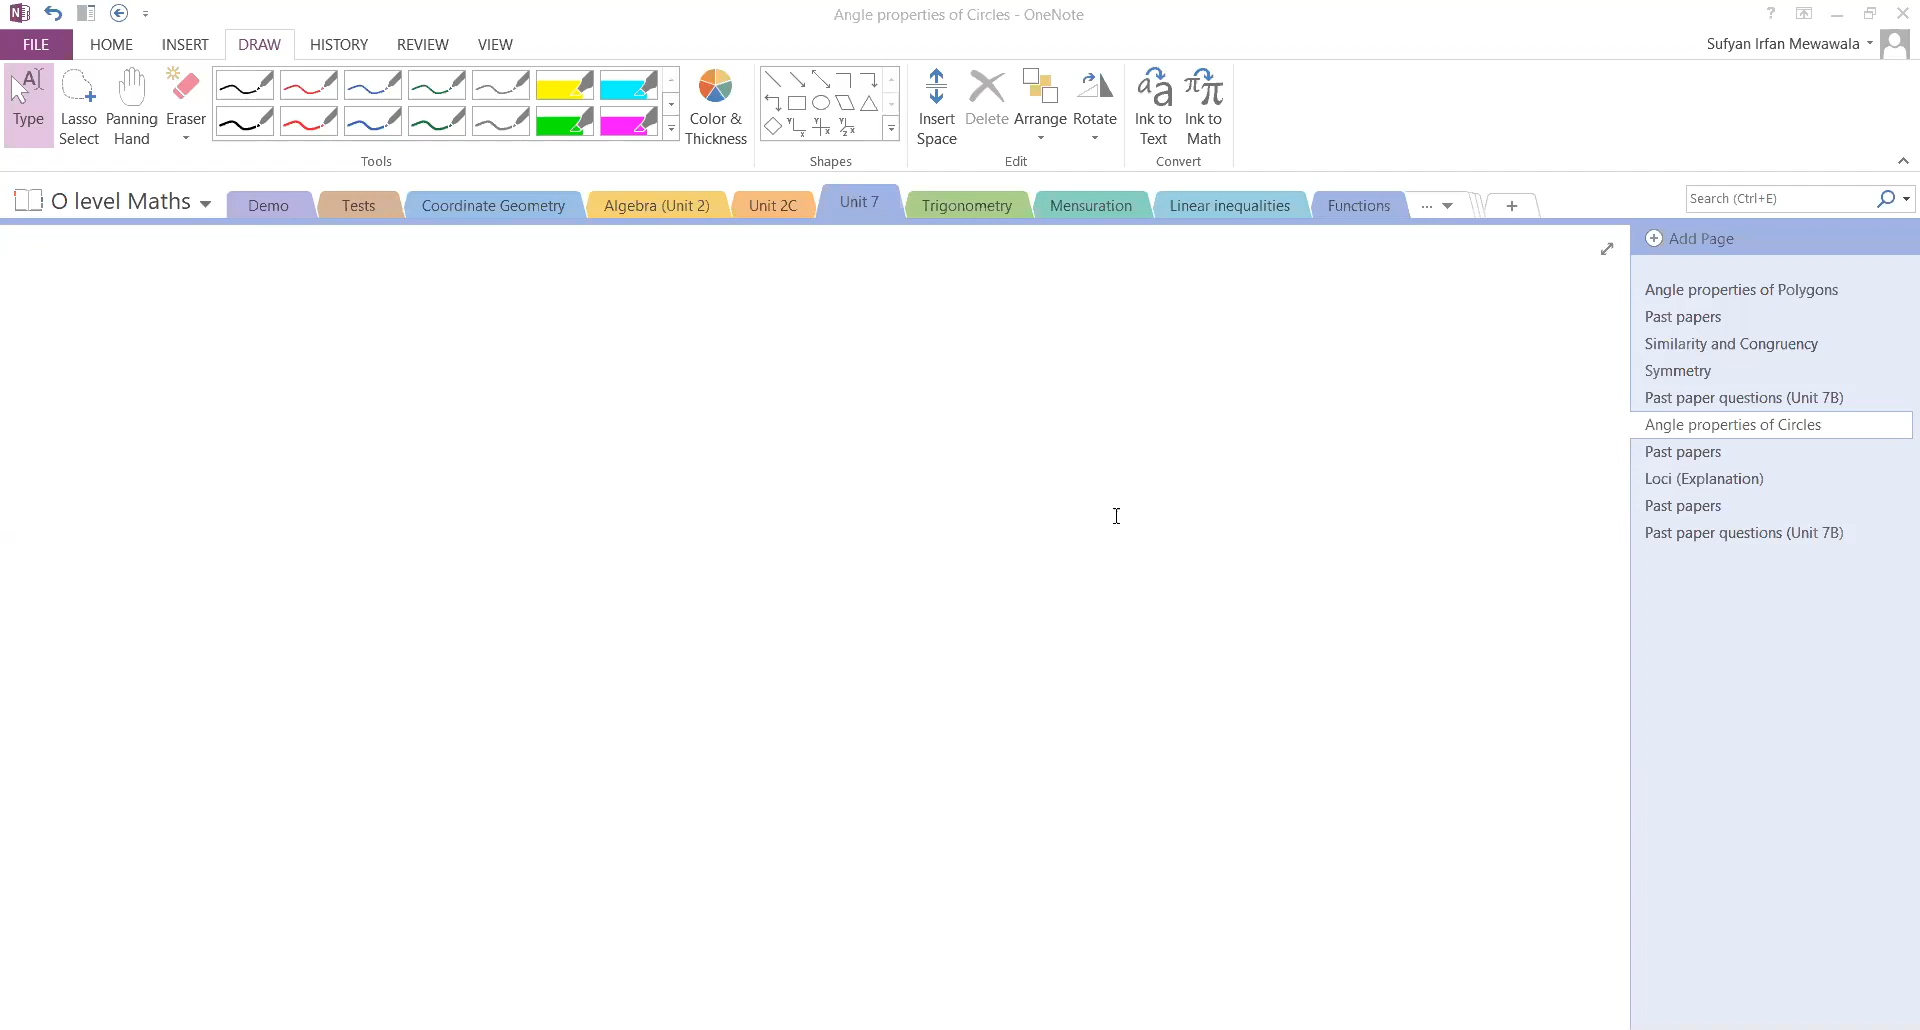 Angle properties of Circles - OneNote
FILE HOME INSERT DRAW HISTORY REVIEW VIEW
Sufyan Irfan Mewawala
Type
Lasso
Select
Panning
Hand
Eraser
Color &
Thickness
Insert
Space
Delete
Arrange
Rotate
Ink to
Text
Ink to
Math
Tools
Shapes
Edit
Convert
O level Maths
Demo
Tests
Coordinate Geometry
Algebra (Unit 2)
Unit 2C
Unit 7
Trigonometry
Mensuration
Linear inequalities
Functions
...
Search (Ctrl+E)
Add Page
Angle properties of Polygons
Past papers
Similarity and Congruency
Symmetry
Past paper questions (Unit 7B)
Angle properties of Circles
Past papers
Loci (Explanation)
Past papers
Past paper questions (Unit 7B)